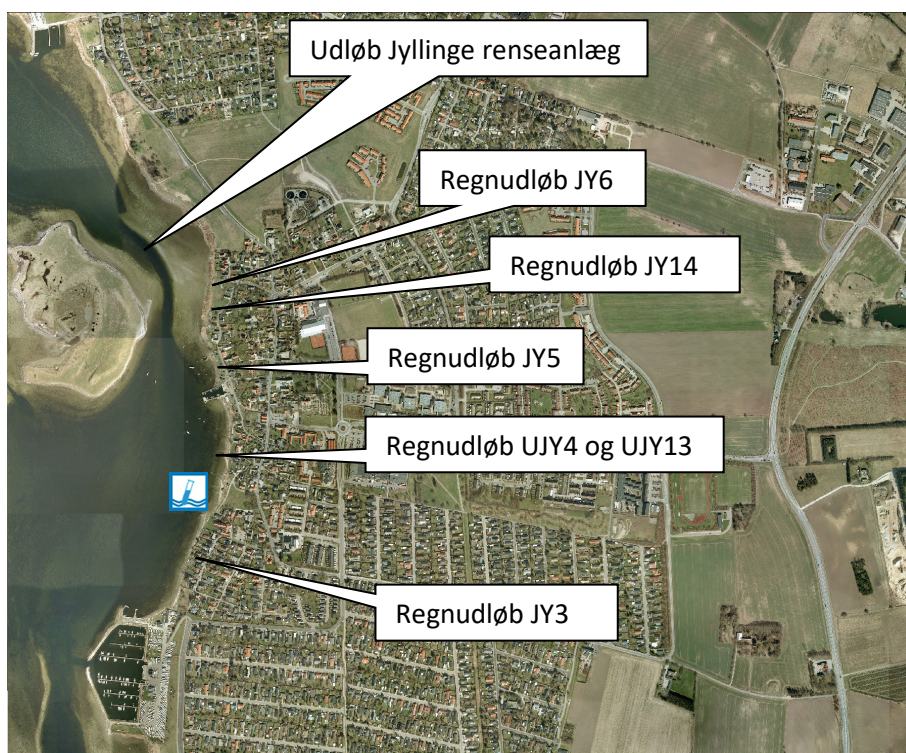 Udløb Jyllinge renseanlæg
Regnudløb JY6
Regnudløb JY14
Regnudløb JY5
Regnudløb UJY4 og UJY13
Regnudløb JY3